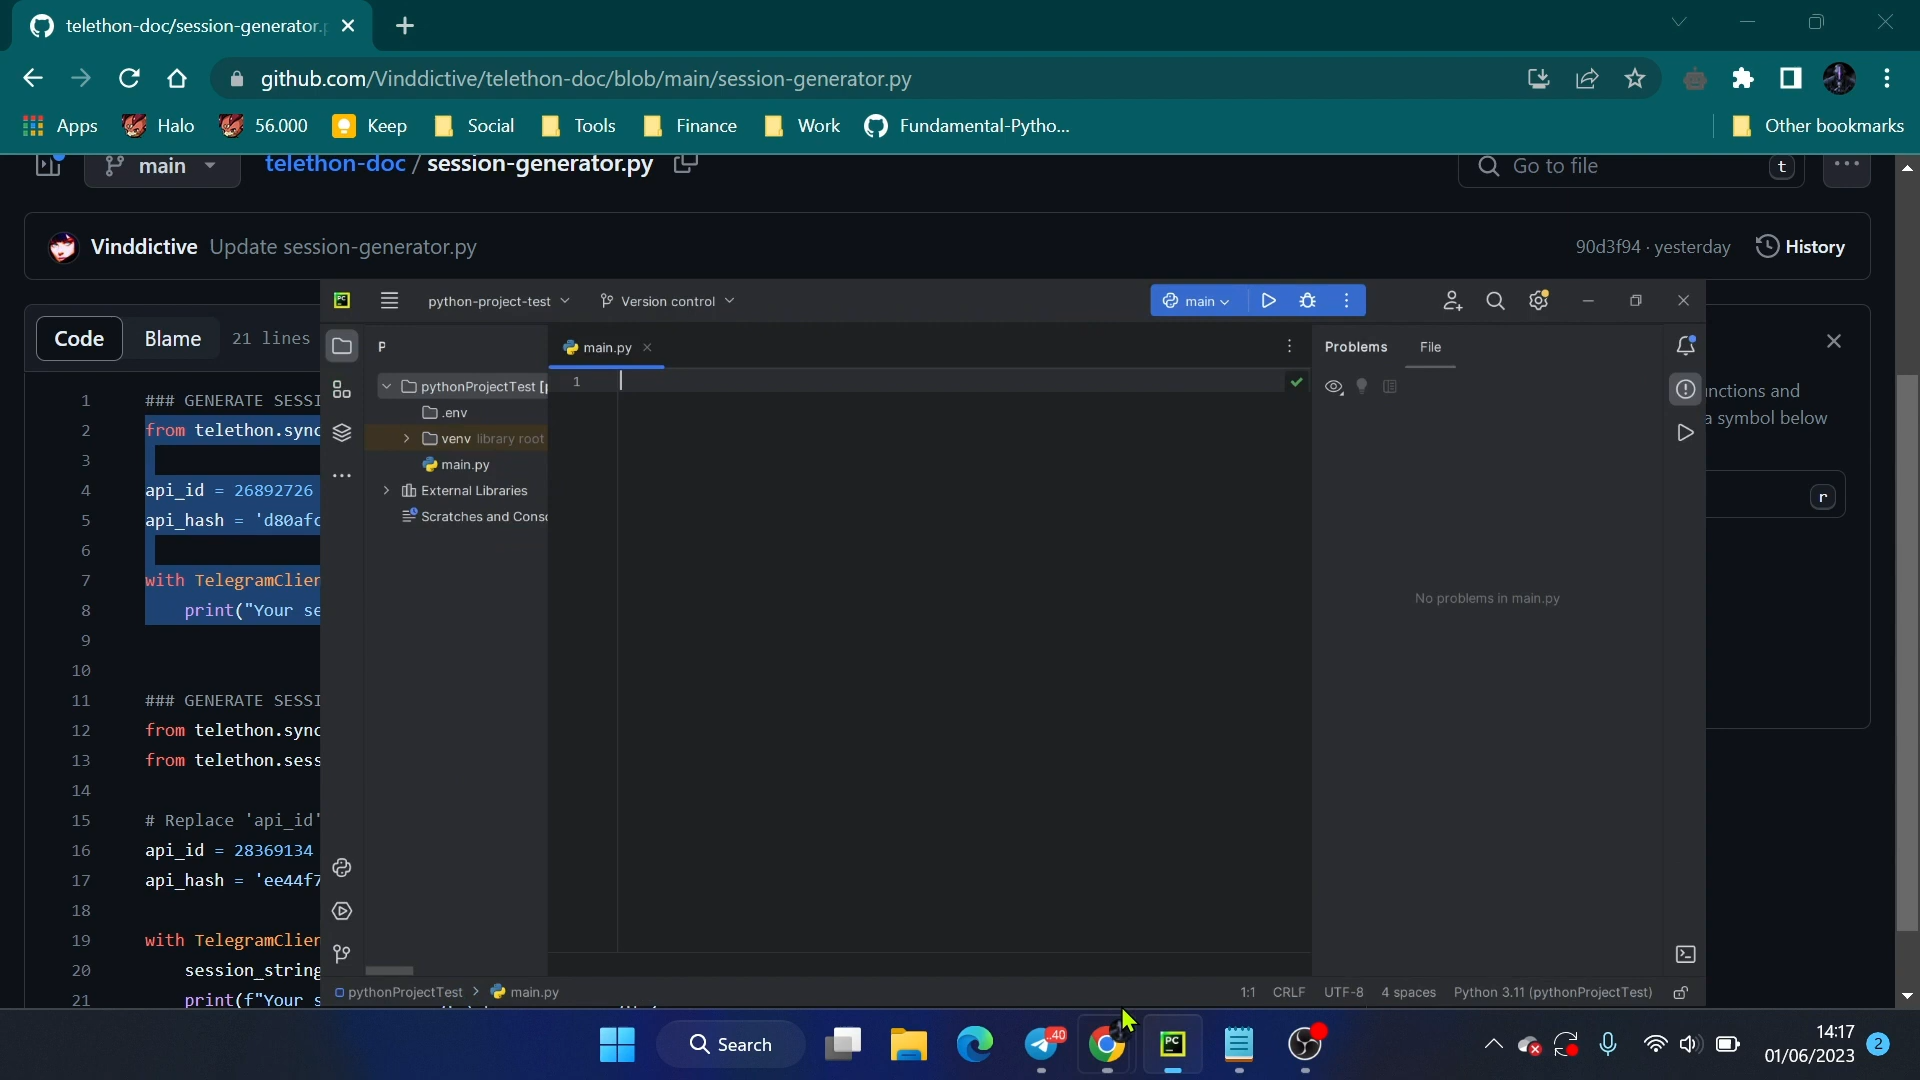 telethon-doc/session-generator.p
github.com/Vinddictive/telethon-doc/blob/main/session-generator.py
Apps Halo 56.000 Keep Social Tools Finance Work Fundamental-Pytho... Other bookmarks
main telethon-doc / session-generator.py Go to file t
Vinddictive Update session-generator.py 90d3f94 · yesterday History
PC python-project-test Version control main
Code Blame 21 lines
P main.py Problems File
1
pythonProjectTest [p
.env
venv library root
main.py
External Libraries
Scratches and Conso
No problems in main.py
nctions and
a symbol below
r
1 ### GENERATE SESSI
2 from telethon.sync
3
4 api_id = 26892726
5 api_hash = 'd80afc
6
7 with TelegramClien
8 print("Your se
9
10
11 ### GENERATE SESSI
12 from telethon.sync
13 from telethon.sess
14
15 # Replace 'api_id'
16 api_id = 28369134
17 api_hash = 'ee44f7
18
19 with TelegramClien
20 session_string
21 print(f"Your s
pythonProjectTest > main.py 1:1 CRLF UTF-8 4 spaces Python 3.11 (pythonProjectTest)
Search 40 PC 14:17
01/06/2023 2